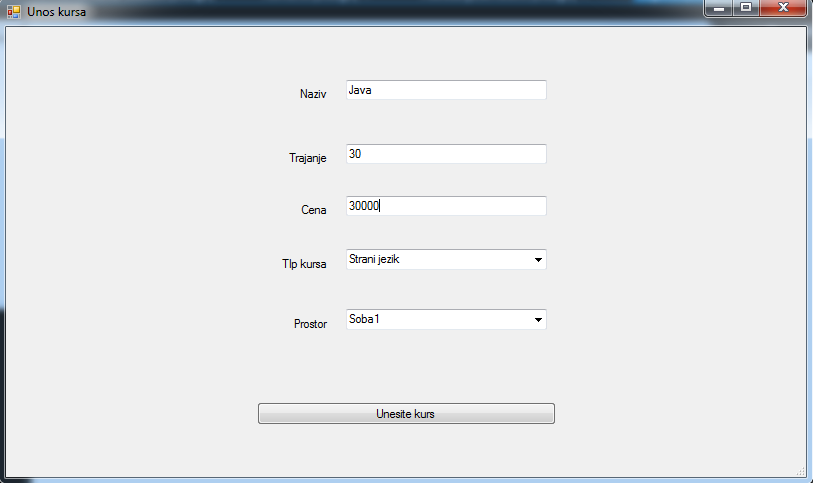 Unos kursa
Naziv Java
Trajanje 30
Cena 30000
TIp kursa Strani jezik
Prostor Soba1
Unesite kurs